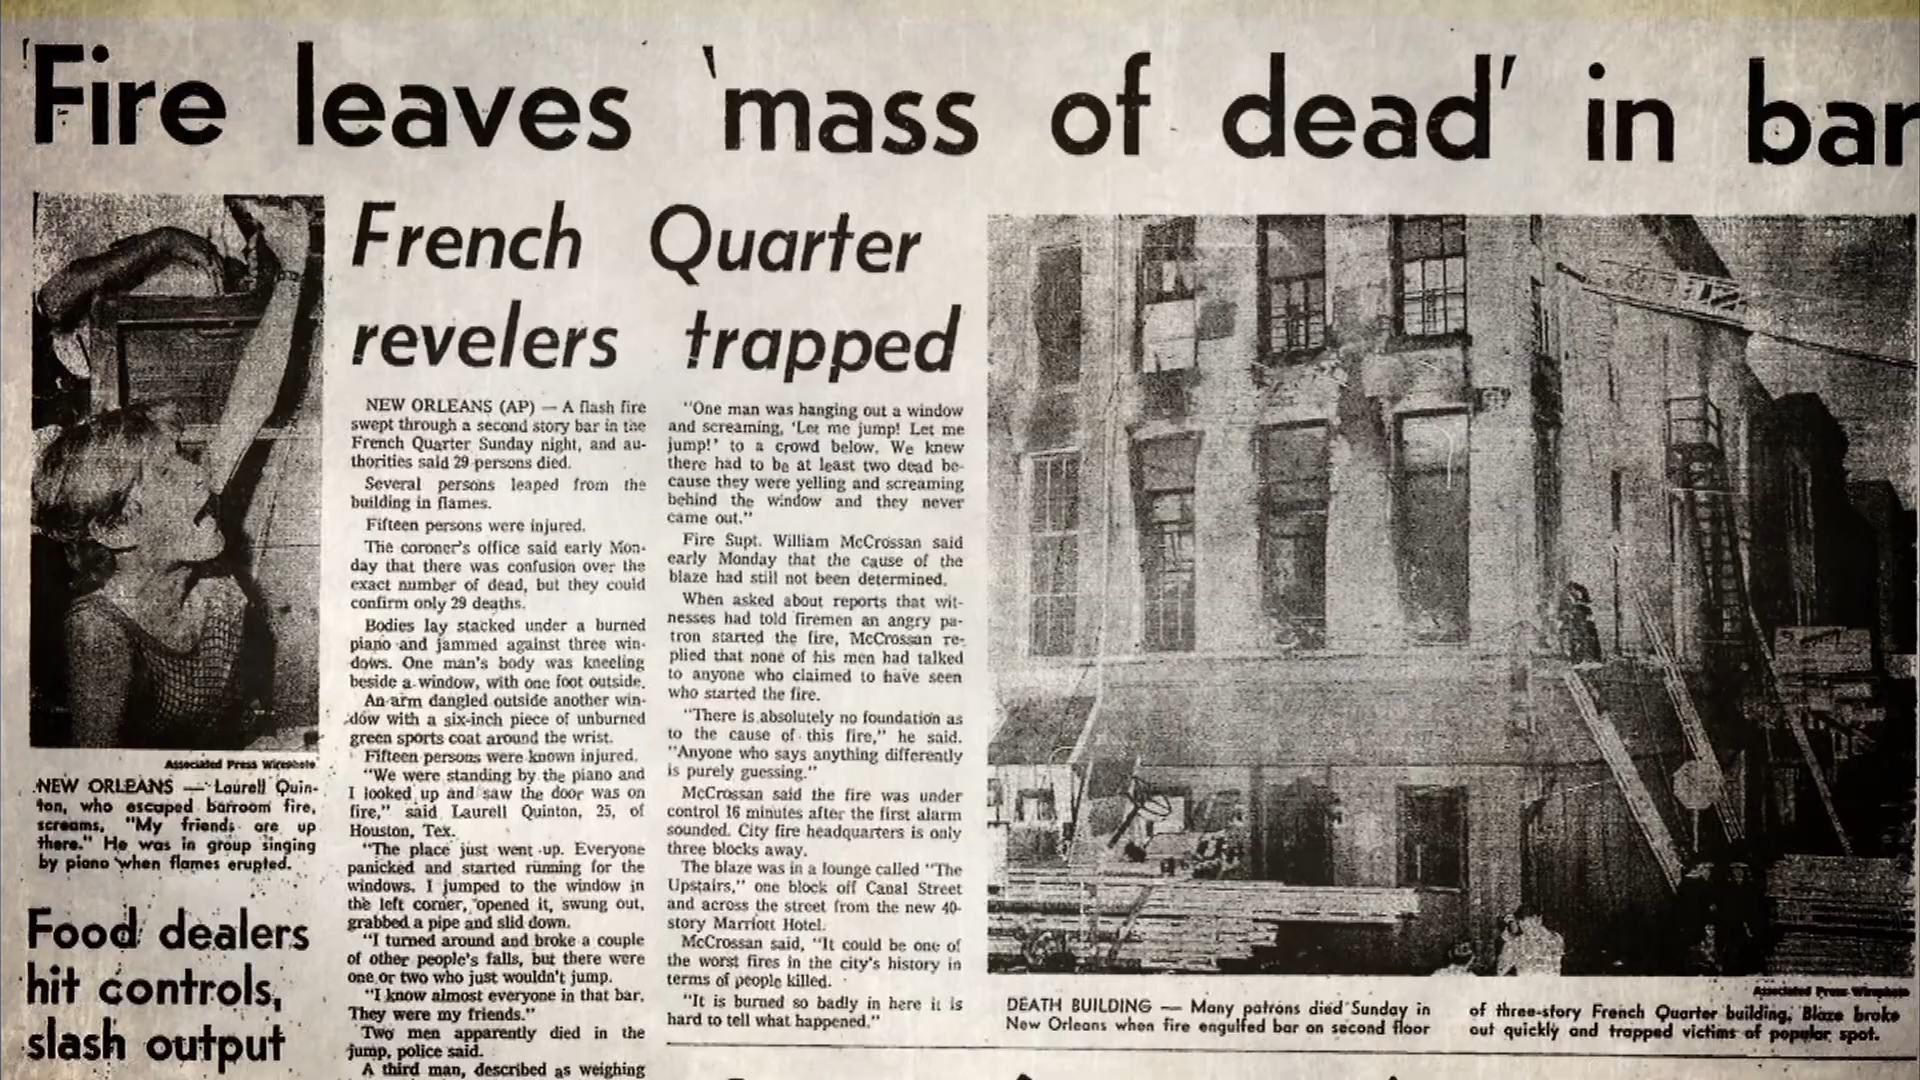 'Fire leaves 'mass of dead' in bar
French Quarter
revelers trapped
Associated Press Wirephoto
NEW ORLEANS — Laurell Quin-
ton, who escaped barroom fire,
screams, "My friends are up
there." He was in group singing
by piano when flames erupted.
Food dealers
hit controls,
slash output
NEW ORLEANS (AP) — A flash fire
swept through a second story bar in the
French Quarter Sunday night, and au-
thorities said 29 persons died.
Several persons leaped from the
building in flames.
Fifteen persons were injured.
The coroner's office said early Mon-
day that there was confusion over the
exact number of dead, but they could
confirm only 29 deaths.
Bodies lay stacked under a burned
piano and jammed against three win-
dows. One man's body was kneeling
beside a window, with one foot outside.
An arm dangled outside another win-
dow with a six-inch piece of unburned
green sports coat around the wrist.
Fifteen persons were known injured.
"We were standing by the piano and
I looked up and saw the door was on
fire," said Laurell Quinton, 25, of
Houston, Tex.
"The place just went up. Everyone
panicked and started running for the
windows. I jumped to the window in
the left corner, opened it, swung out,
grabbed a pipe and slid down.
"I turned around and broke a couple
of other people's falls, but there were
one or two who just wouldn't jump.
"I know almost everyone in that bar.
They were my friends."
Two men apparently died in the
jump, police said.
A third man, described as weighing
"One man was hanging out a window
and screaming, 'Let me jump! Let me
jump!' to a crowd below. We knew
there had to be at least two dead be-
cause they were yelling and screaming
behind the window and they never
came out."
Fire Supt. William McCrossan said
early Monday that the cause of the
blaze had still not been determined.
When asked about reports that wit-
nesses had told firemen an angry pa-
tron started the fire, McCrossan re-
plied that none of his men had talked
to anyone who claimed to have seen
who started the fire.
"There is absolutely no foundation as
to the cause of this fire," he said.
"Anyone who says anything differently
is purely guessing."
McCrossan said the fire was under
control 16 minutes after the first alarm
sounded. City fire headquarters is only
three blocks away.
The blaze was in a lounge called "The
Upstairs," one block off Canal Street
and across the street from the new 40-
story Marriott Hotel.
McCrossan said, "It could be one of
the worst fires in the city's history in
terms of people killed.
"It is burned so badly in here it is
hard to tell what happened."
Associated Press Wirephoto
DEATH BUILDING — Many patrons died Sunday in
New Orleans when fire engulfed bar on second floor
of three-story French Quarter building. Blaze broke
out quickly and trapped victims of popular spot.